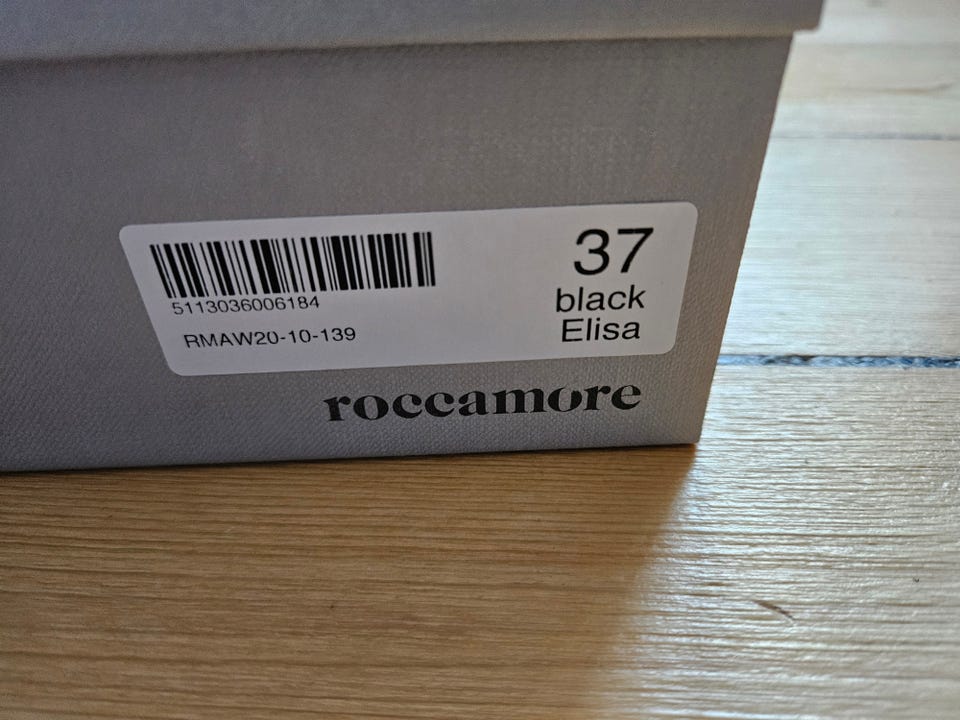 5113036006184
RMAW20-10-139
37
black
Elisa
roccamore